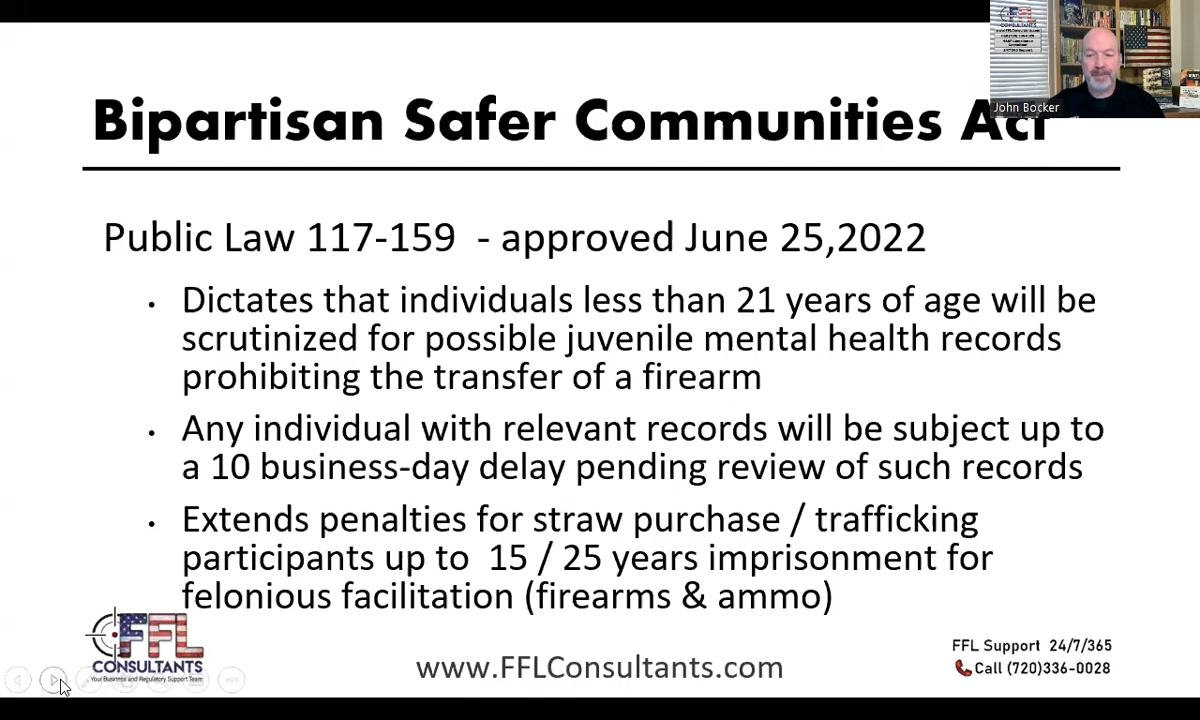 Bipartisan Safer Communities Act
John Bocker
Public Law 117-159 - approved June 25,2022
• Dictates that individuals less than 21 years of age will be
scrutinized for possible juvenile mental health records
prohibiting the transfer of a firearm
• Any individual with relevant records will be subject up to
a 10 business-day delay pending review of such records
• Extends penalties for straw purchase / trafficking
participants up to 15 / 25 years imprisonment for
felonious facilitation (firearms & ammo)
FFL
CONSULTANTS
Your Business and Regulatory Support Team
www.FFLConsultants.com
FFL Support 24/7/365
Call (720)336-0028